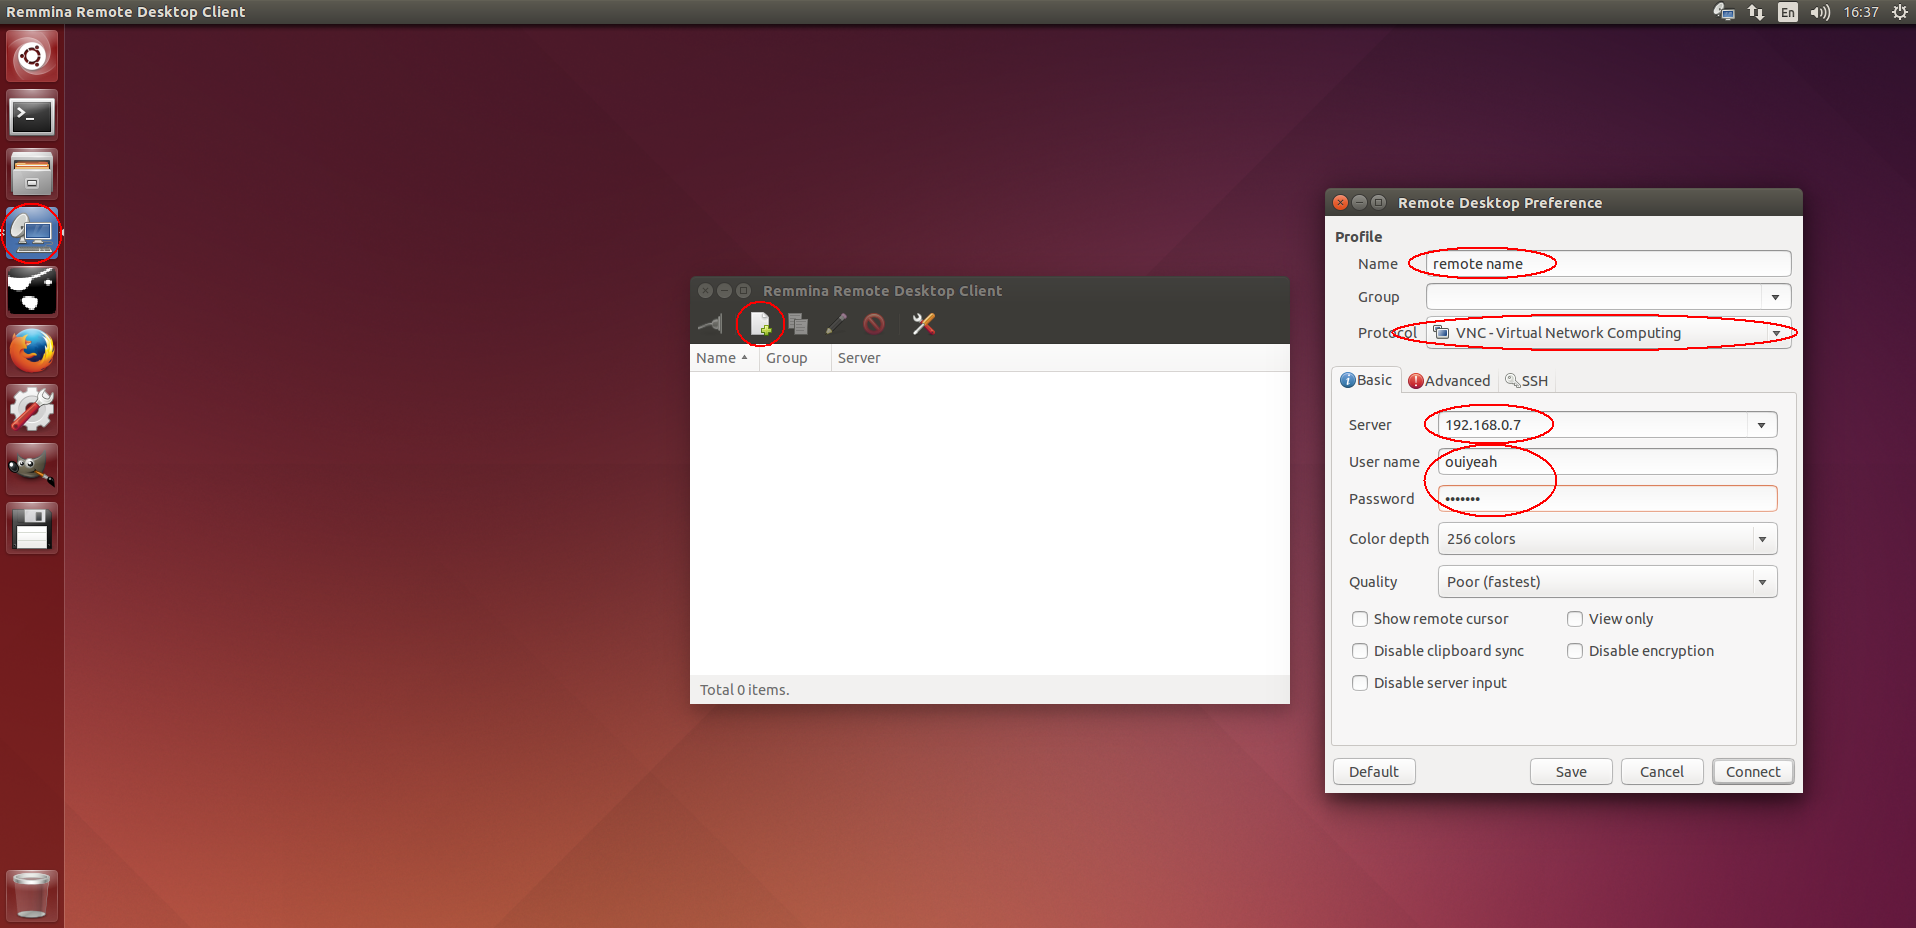 Remmina Remote Desktop Client
En
16:37
>_
Remmina Remote Desktop Client
Name Group Server
Total 0 items.
Remote Desktop Preference
Profile
Name remote name
Group
Protocol VNC - Virtual Network Computing
Basic Advanced SSH
Server 192.168.0.7
User name ouiyeah
Password •••••••
Color depth 256 colors
Quality Poor (fastest)
Show remote cursor View only
Disable clipboard sync Disable encryption
Disable server input
Default Save Cancel Connect